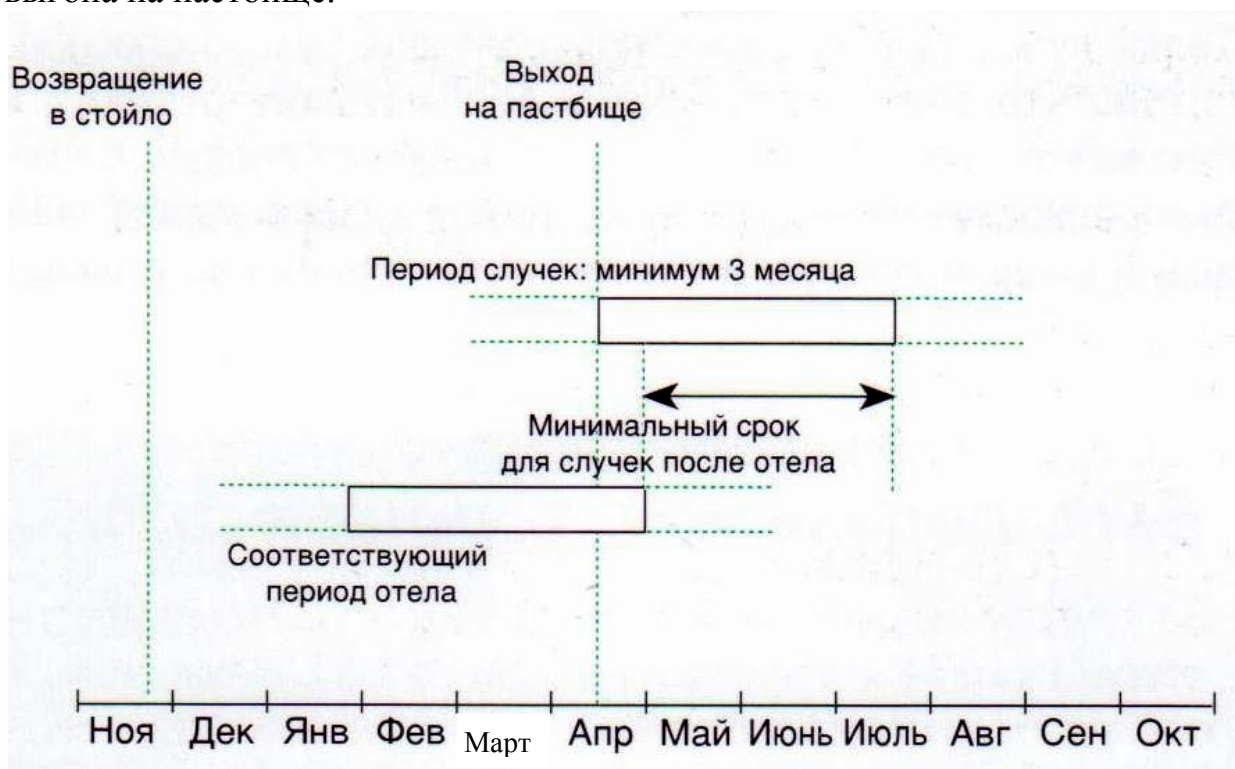 Возвращение
в стойло
Выход
на пастбище
Период случек: минимум 3 месяца
Минимальный срок
для случек после отела
Соответствующий
период отела
Ноя Дек Янв Фев Март Апр Май Июнь Июль Авг Сен Окт